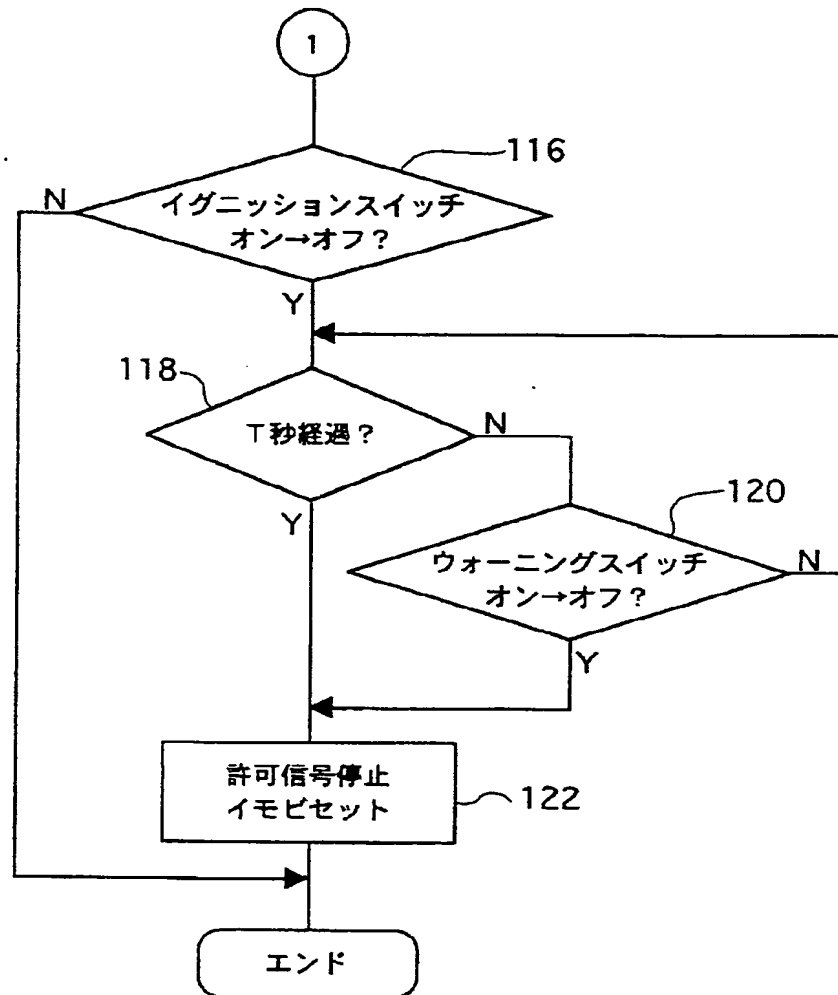 1
116
イグニッションスイッチ
オン→オフ?
N
Y
118
T秒経過?
N
Y
120
ウォーニングスイッチ
オン→オフ?
N
Y
許可信号停止
イモビセット
122
エンド